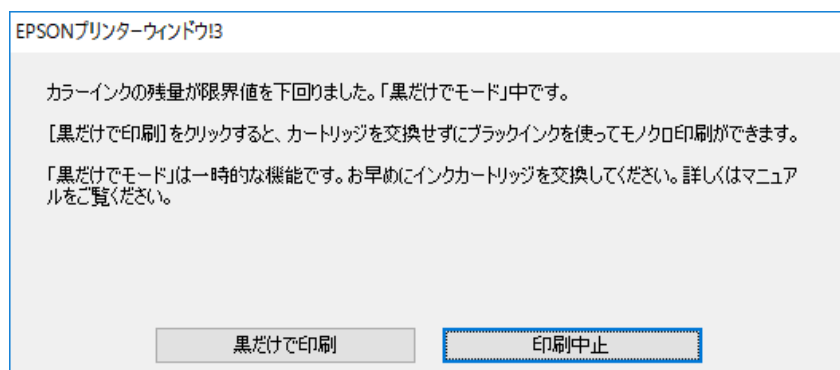 EPSONプリンターウィンドウ!3
カラーインクの残量が限界値を下回りました。「黒だけでモード」中です。
[黒だけで印刷]をクリックすると、カートリッジを交換せずにブラックインクを使ってモノクロ印刷ができます。
「黒だけでモード」は一時的な機能です。お早めにインクカートリッジを交換してください。詳しくはマニュア
ルをご覧ください。
黒だけで印刷
印刷中止